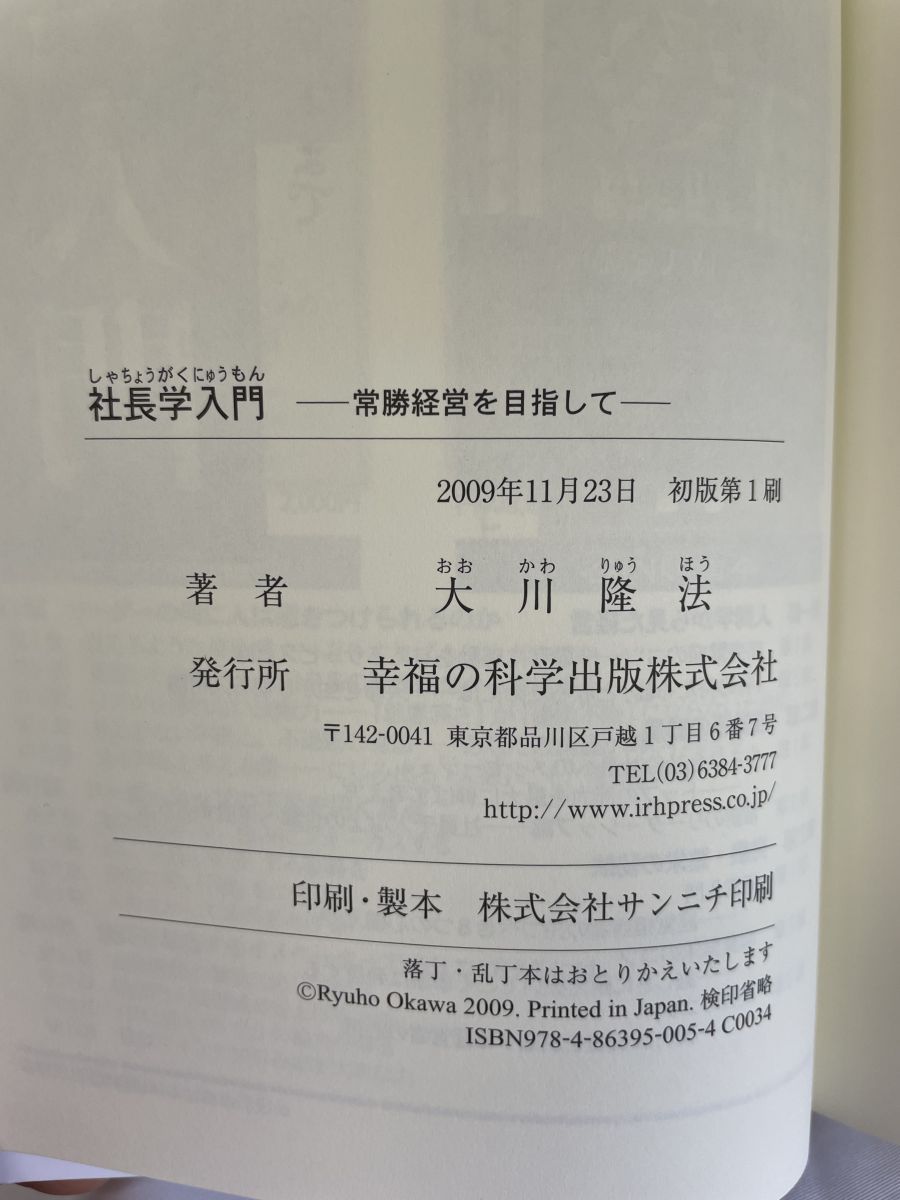 しゃちょうがくにゅうもん
社長学入門 ――常勝経営を目指して――
2009年11月23日 初版第1刷
おお かわ りゅう ほう
著者 大川隆法
発行所 幸福の科学出版株式会社
〒142-0041 東京都品川区戸越1丁目6番7号
TEL(03)6384-3777
http://www.irhpress.co.jp/
印刷・製本 株式会社サンニチ印刷
落丁・乱丁本はおとりかえいたします
©Ryuho Okawa 2009. Printed in Japan. 検印省略
ISBN978-4-86395-005-4 C0034